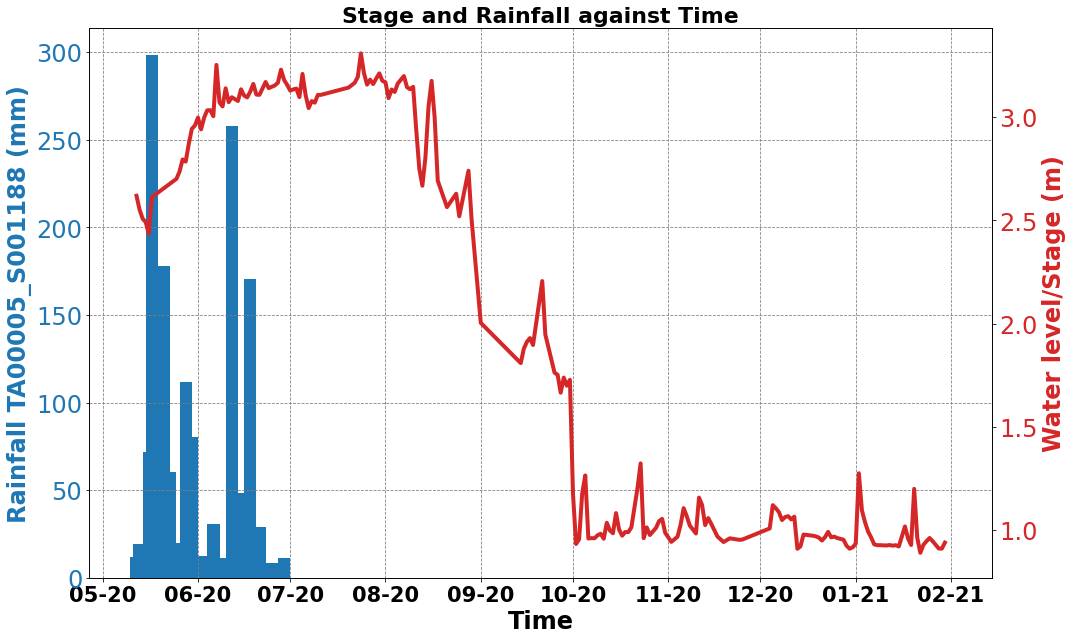 Stage and Rainfall against Time
Rainfall TA00005_S001188 (mm)
300
250
200
150
100
50
0
Water level/Stage (m)
3.0
2.5
2.0
1.5
1.0
05-20 06-20 07-20 08-20 09-20 10-20 11-20 12-20 01-21 02-21
Time